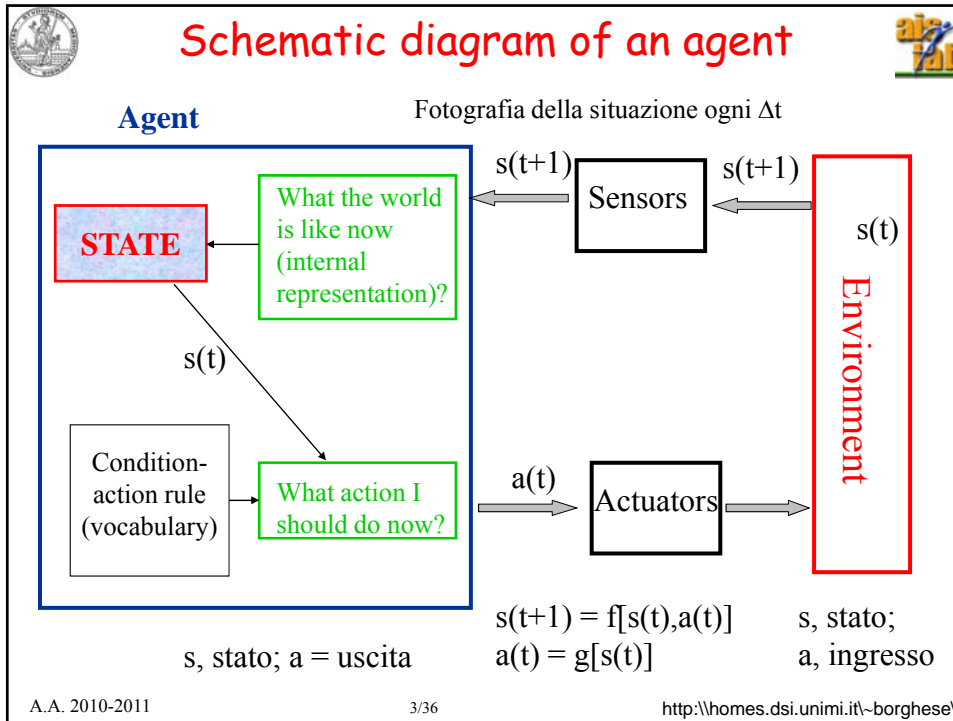 Schematic diagram of an agent
ais
lab
Agent
Fotografia della situazione ogni Δt
What the world
is like now
(internal
representation)?
STATE
s(t+1)
Sensors
s(t+1)
s(t)
Environment
s(t)
Condition-
action rule
(vocabulary)
What action I
should do now?
a(t)
Actuators
s(t+1) = f[s(t),a(t)]
a(t) = g[s(t)]
s, stato;
a, ingresso
s, stato; a = uscita
A.A. 2010-2011
3/36
http:\\homes.dsi.unimi.it\~borghese\